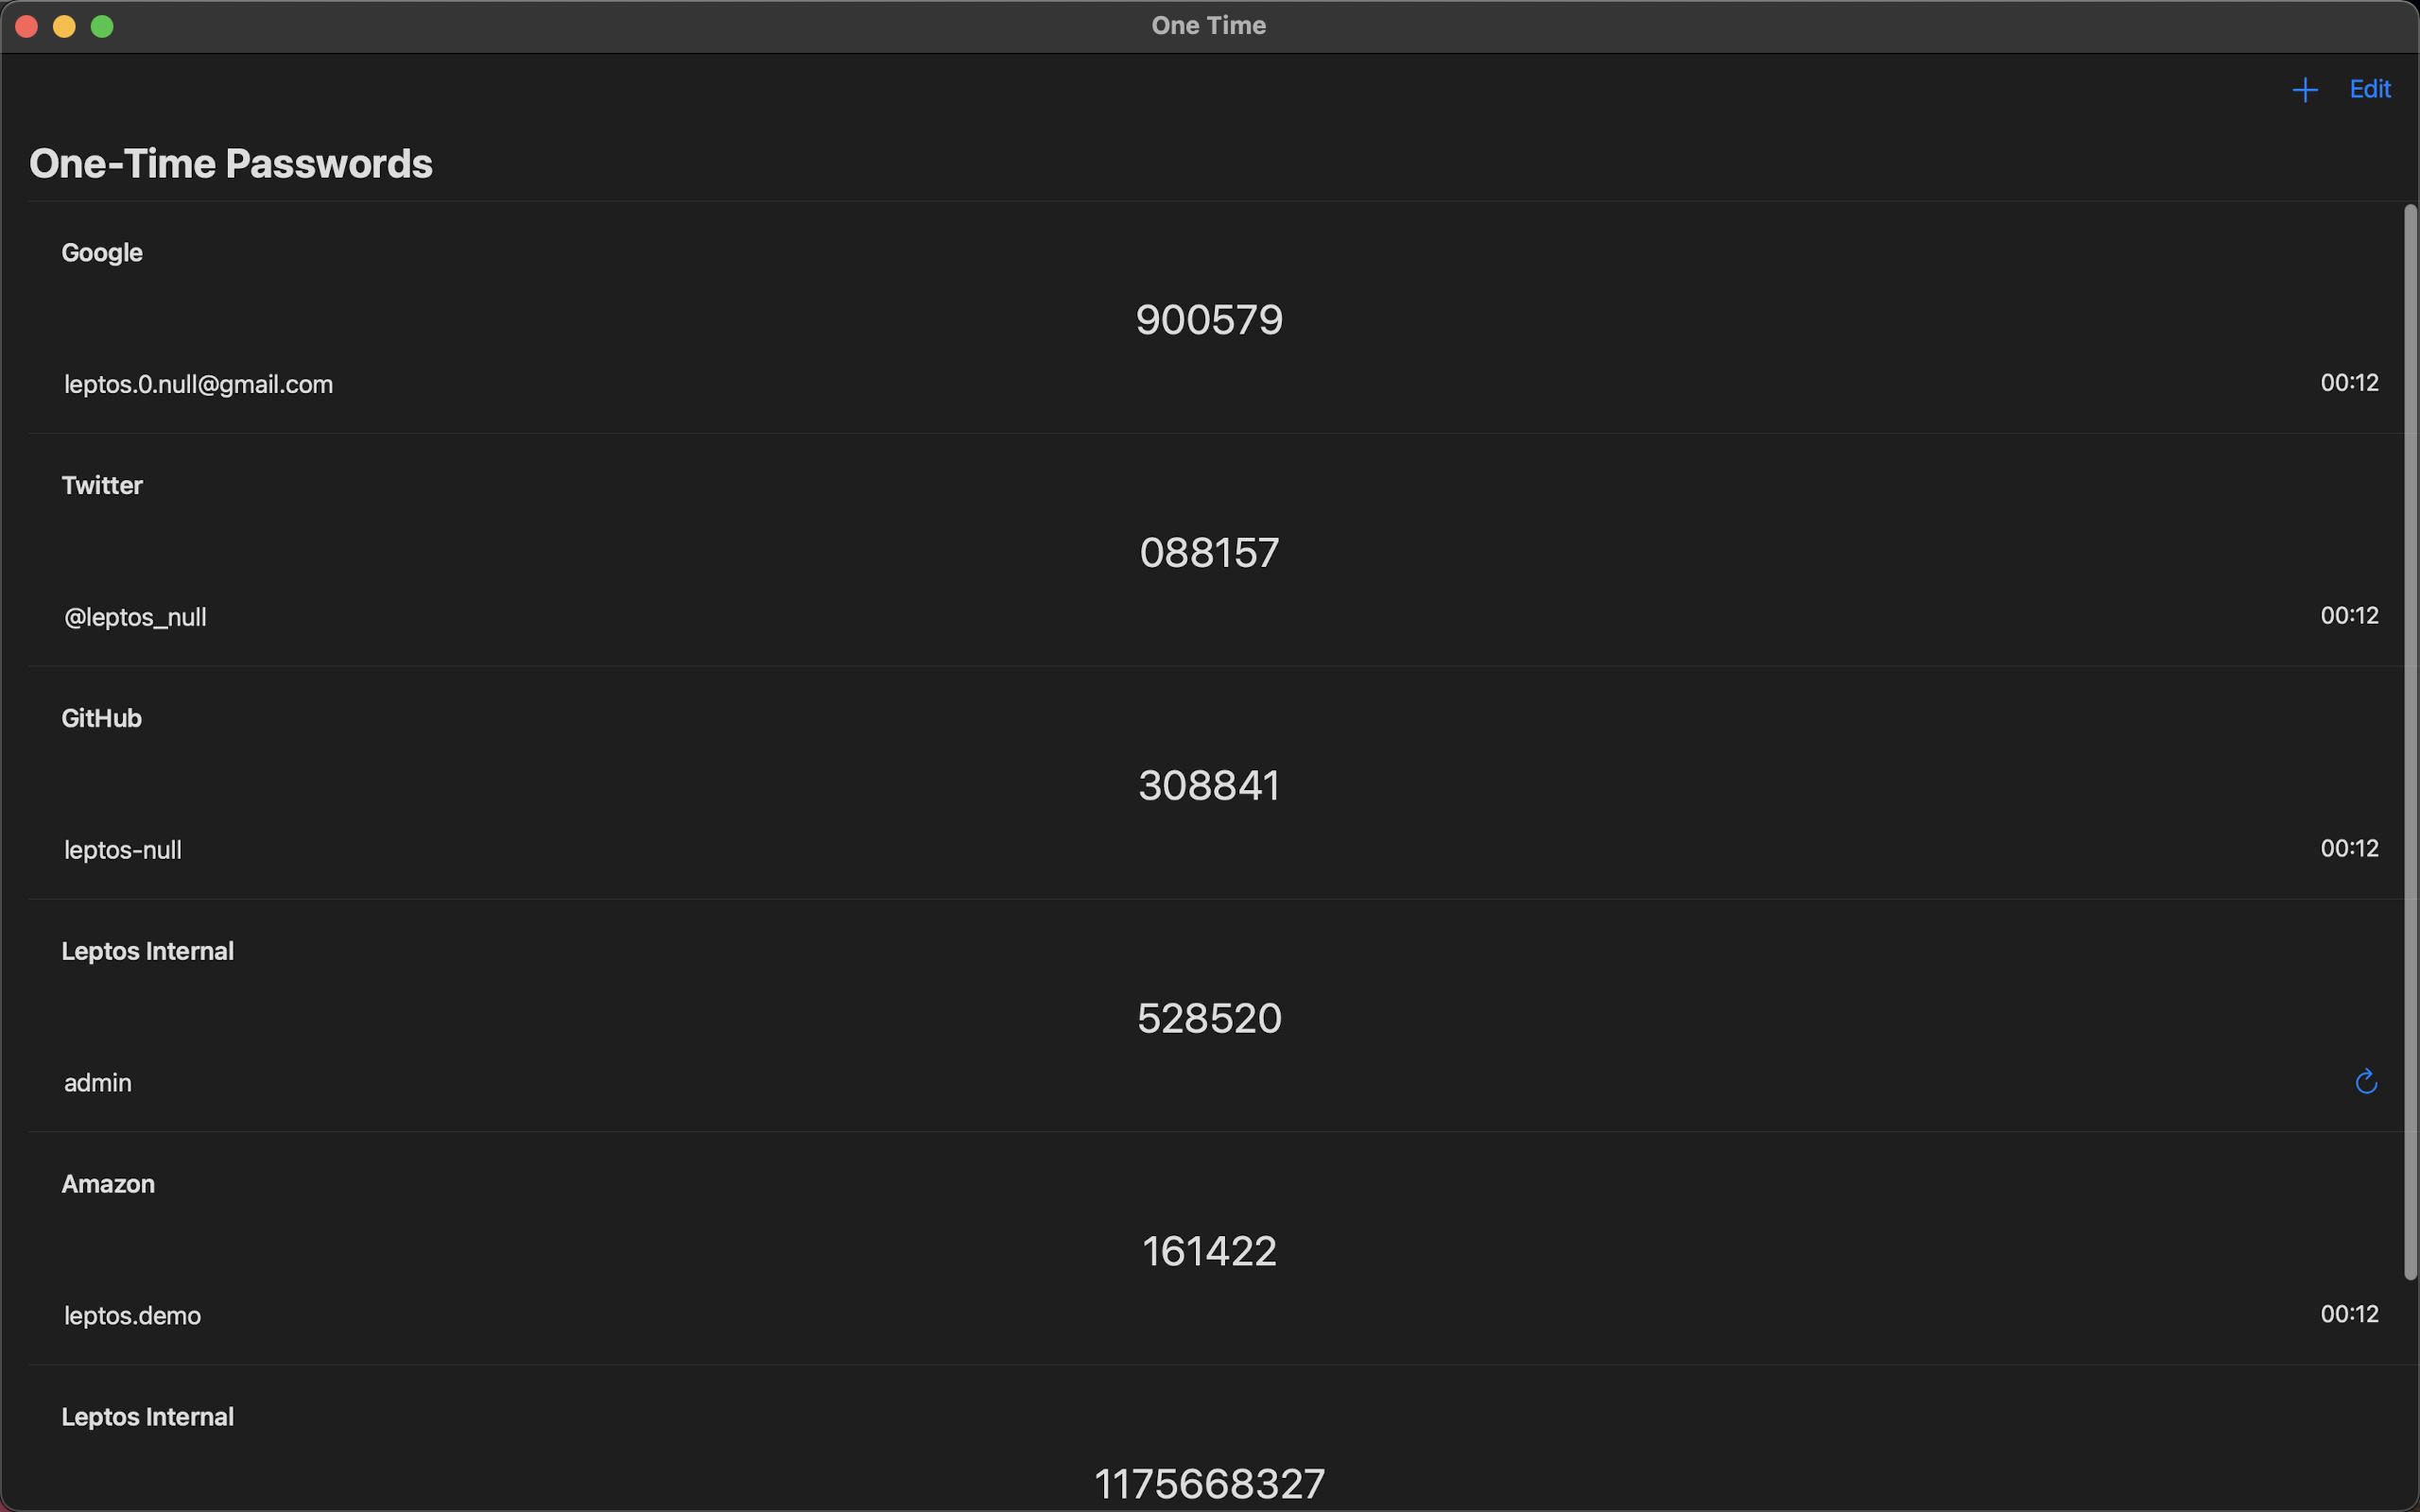 One Time
Edit
One-Time Passwords
Google
900579
leptos.0.null@gmail.com
00:12
Twitter
088157
@leptos_null
00:12
GitHub
308841
leptos-null
00:12
Leptos Internal
528520
admin
Amazon
161422
leptos.demo
00:12
Leptos Internal
1175668327